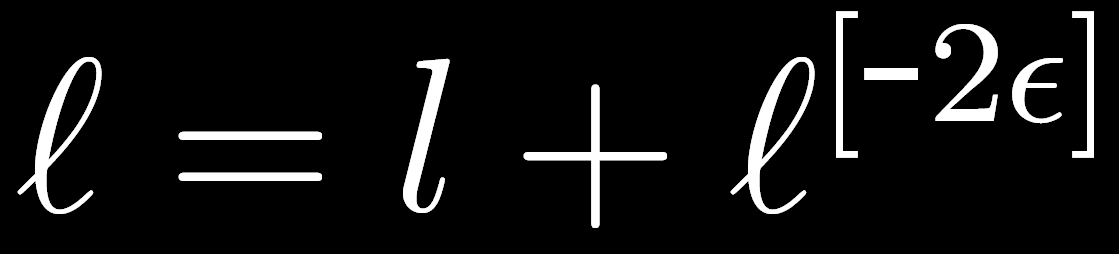 ℓ = l + ℓ^[-2ϵ]